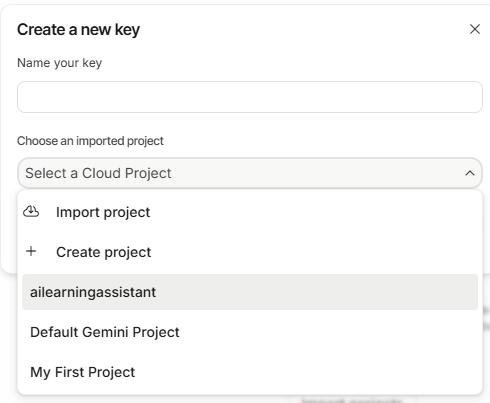 Create a new key
Name your key
Choose an imported project
Select a Cloud Project
Import project
Create project
ailearningassistant
Default Gemini Project
My First Project